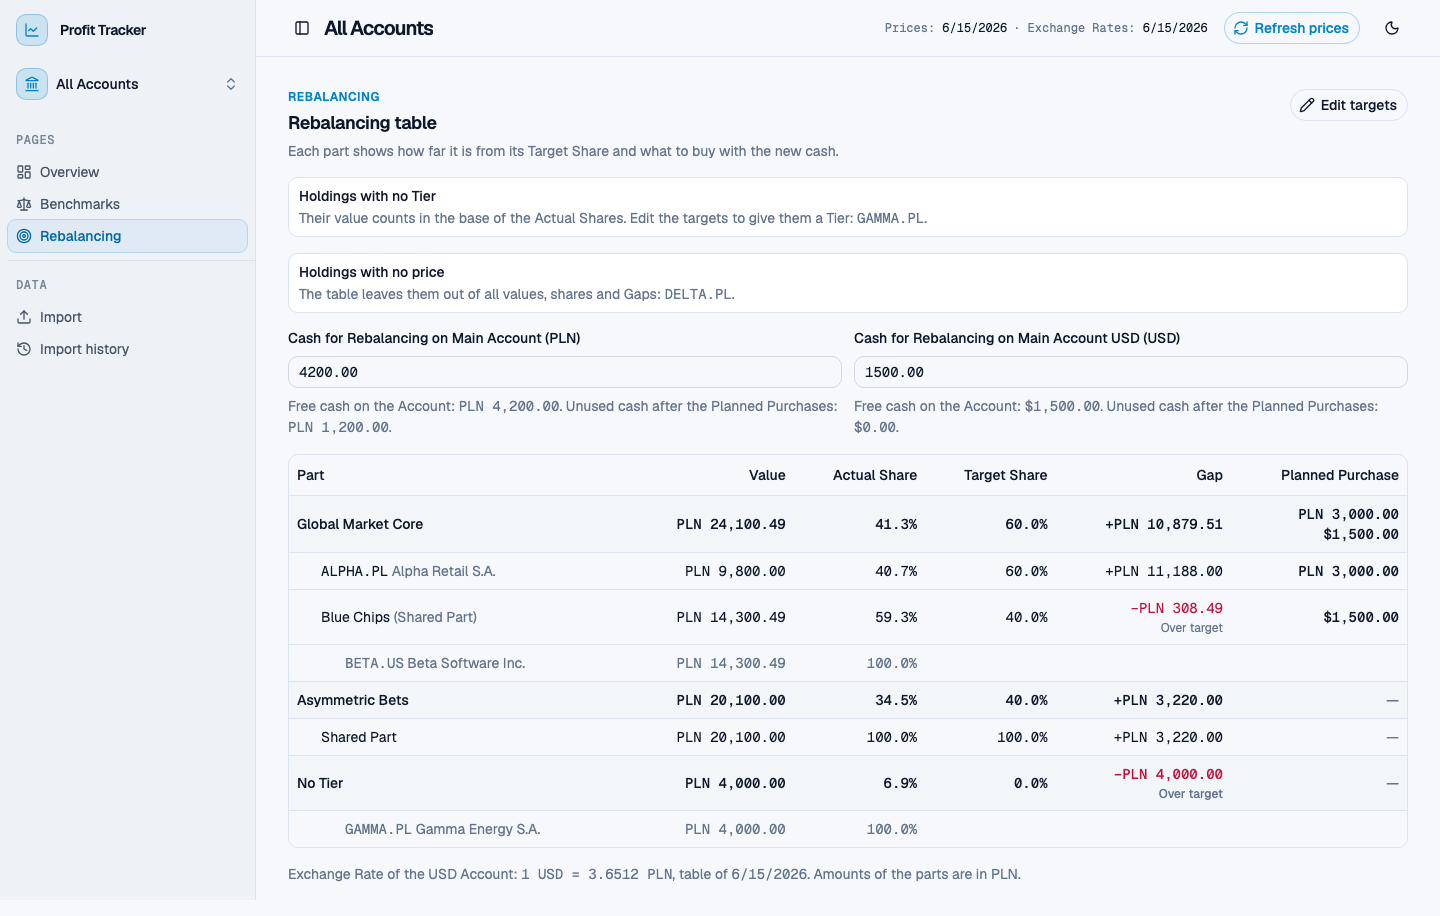 Profit Tracker
All Accounts
PAGES
Overview
Benchmarks
Rebalancing
DATA
Import
Import history
All Accounts
Prices: 6/15/2026 · Exchange Rates: 6/15/2026
Refresh prices
REBALANCING
Rebalancing table
Each part shows how far it is from its Target Share and what to buy with the new cash.
Edit targets
Holdings with no Tier
Their value counts in the base of the Actual Shares. Edit the targets to give them a Tier: GAMMA.PL.
Holdings with no price
The table leaves them out of all values, shares and Gaps: DELTA.PL.
Cash for Rebalancing on Main Account (PLN)
4200.00
Free cash on the Account: PLN 4,200.00. Unused cash after the Planned Purchases:
PLN 1,200.00.
Cash for Rebalancing on Main Account USD (USD)
1500.00
Free cash on the Account: $1,500.00. Unused cash after the Planned Purchases:
$0.00.
Part Value Actual Share Target Share Gap Planned Purchase
Global Market Core PLN 24,100.49 41.3% 60.0% +PLN 10,879.51 PLN 3,000.00
$1,500.00
ALPHA.PL Alpha Retail S.A. PLN 9,800.00 40.7% 60.0% +PLN 11,188.00 PLN 3,000.00
Blue Chips (Shared Part) PLN 14,300.49 59.3% 40.0% −PLN 308.49 $1,500.00
Over target
BETA.US Beta Software Inc. PLN 14,300.49 100.0%
Asymmetric Bets PLN 20,100.00 34.5% 40.0% +PLN 3,220.00 —
Shared Part PLN 20,100.00 100.0% 100.0% +PLN 3,220.00 —
No Tier PLN 4,000.00 6.9% 0.0% −PLN 4,000.00 —
Over target
GAMMA.PL Gamma Energy S.A. PLN 4,000.00 100.0%
Exchange Rate of the USD Account: 1 USD = 3.6512 PLN, table of 6/15/2026. Amounts of the parts are in PLN.